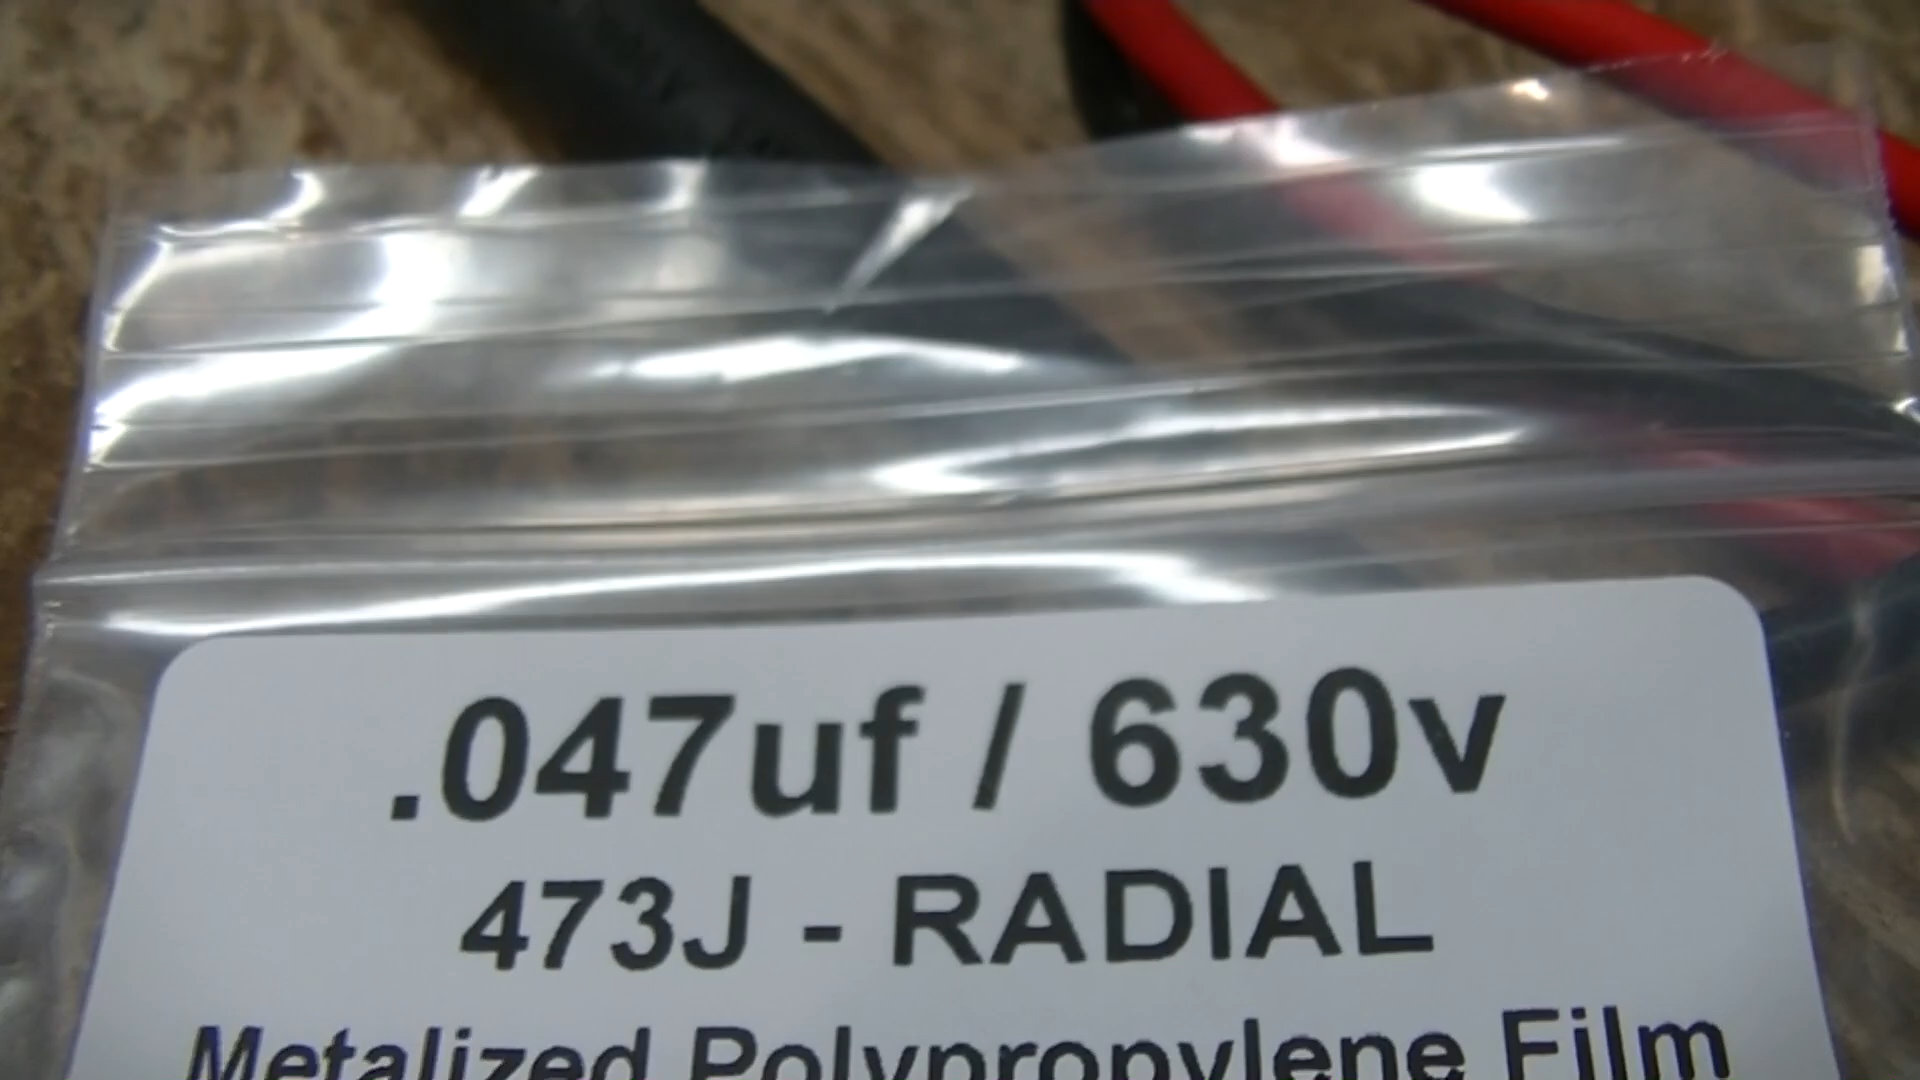 .047uf / 630v
473J - RADIAL
Metalized Polypropylene Film